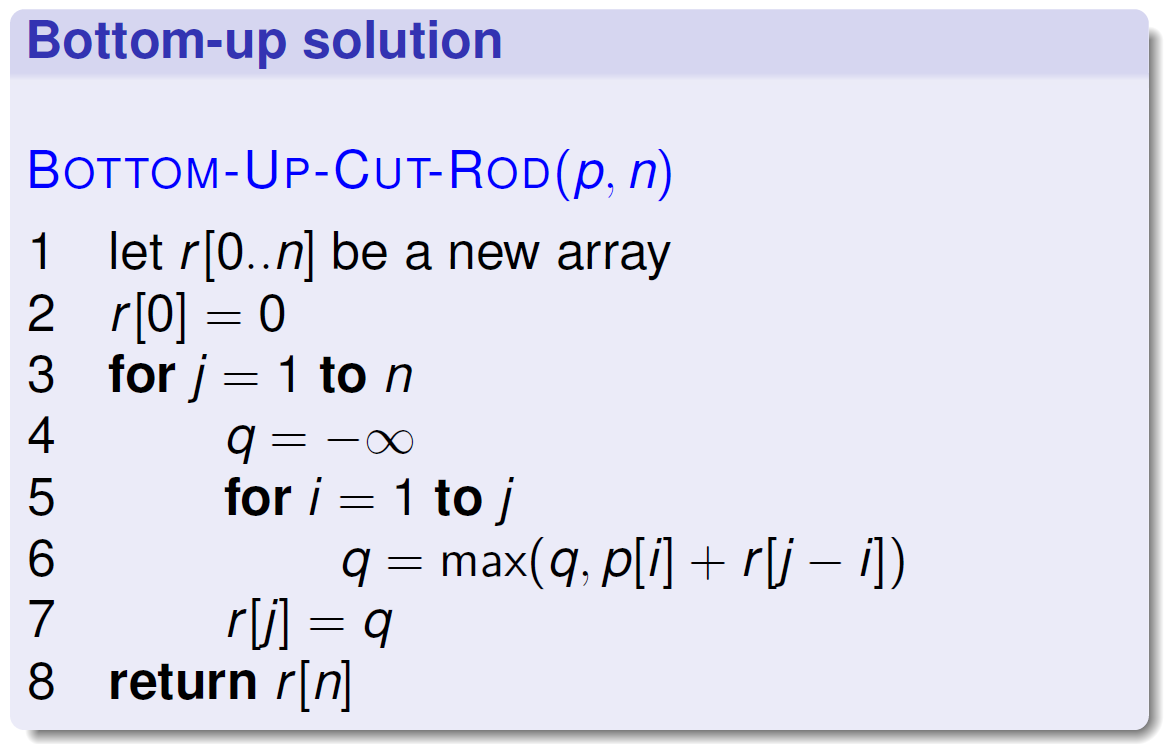 Bottom-up solution
BOTTOM-UP-CUT-ROD(p, n)
1 let r[0..n] be a new array
2 r[0] = 0
3 for j = 1 to n
4 q = −∞
5 for i = 1 to j
6 q = max(q, p[i] + r[j − i])
7 r[j] = q
8 return r[n]